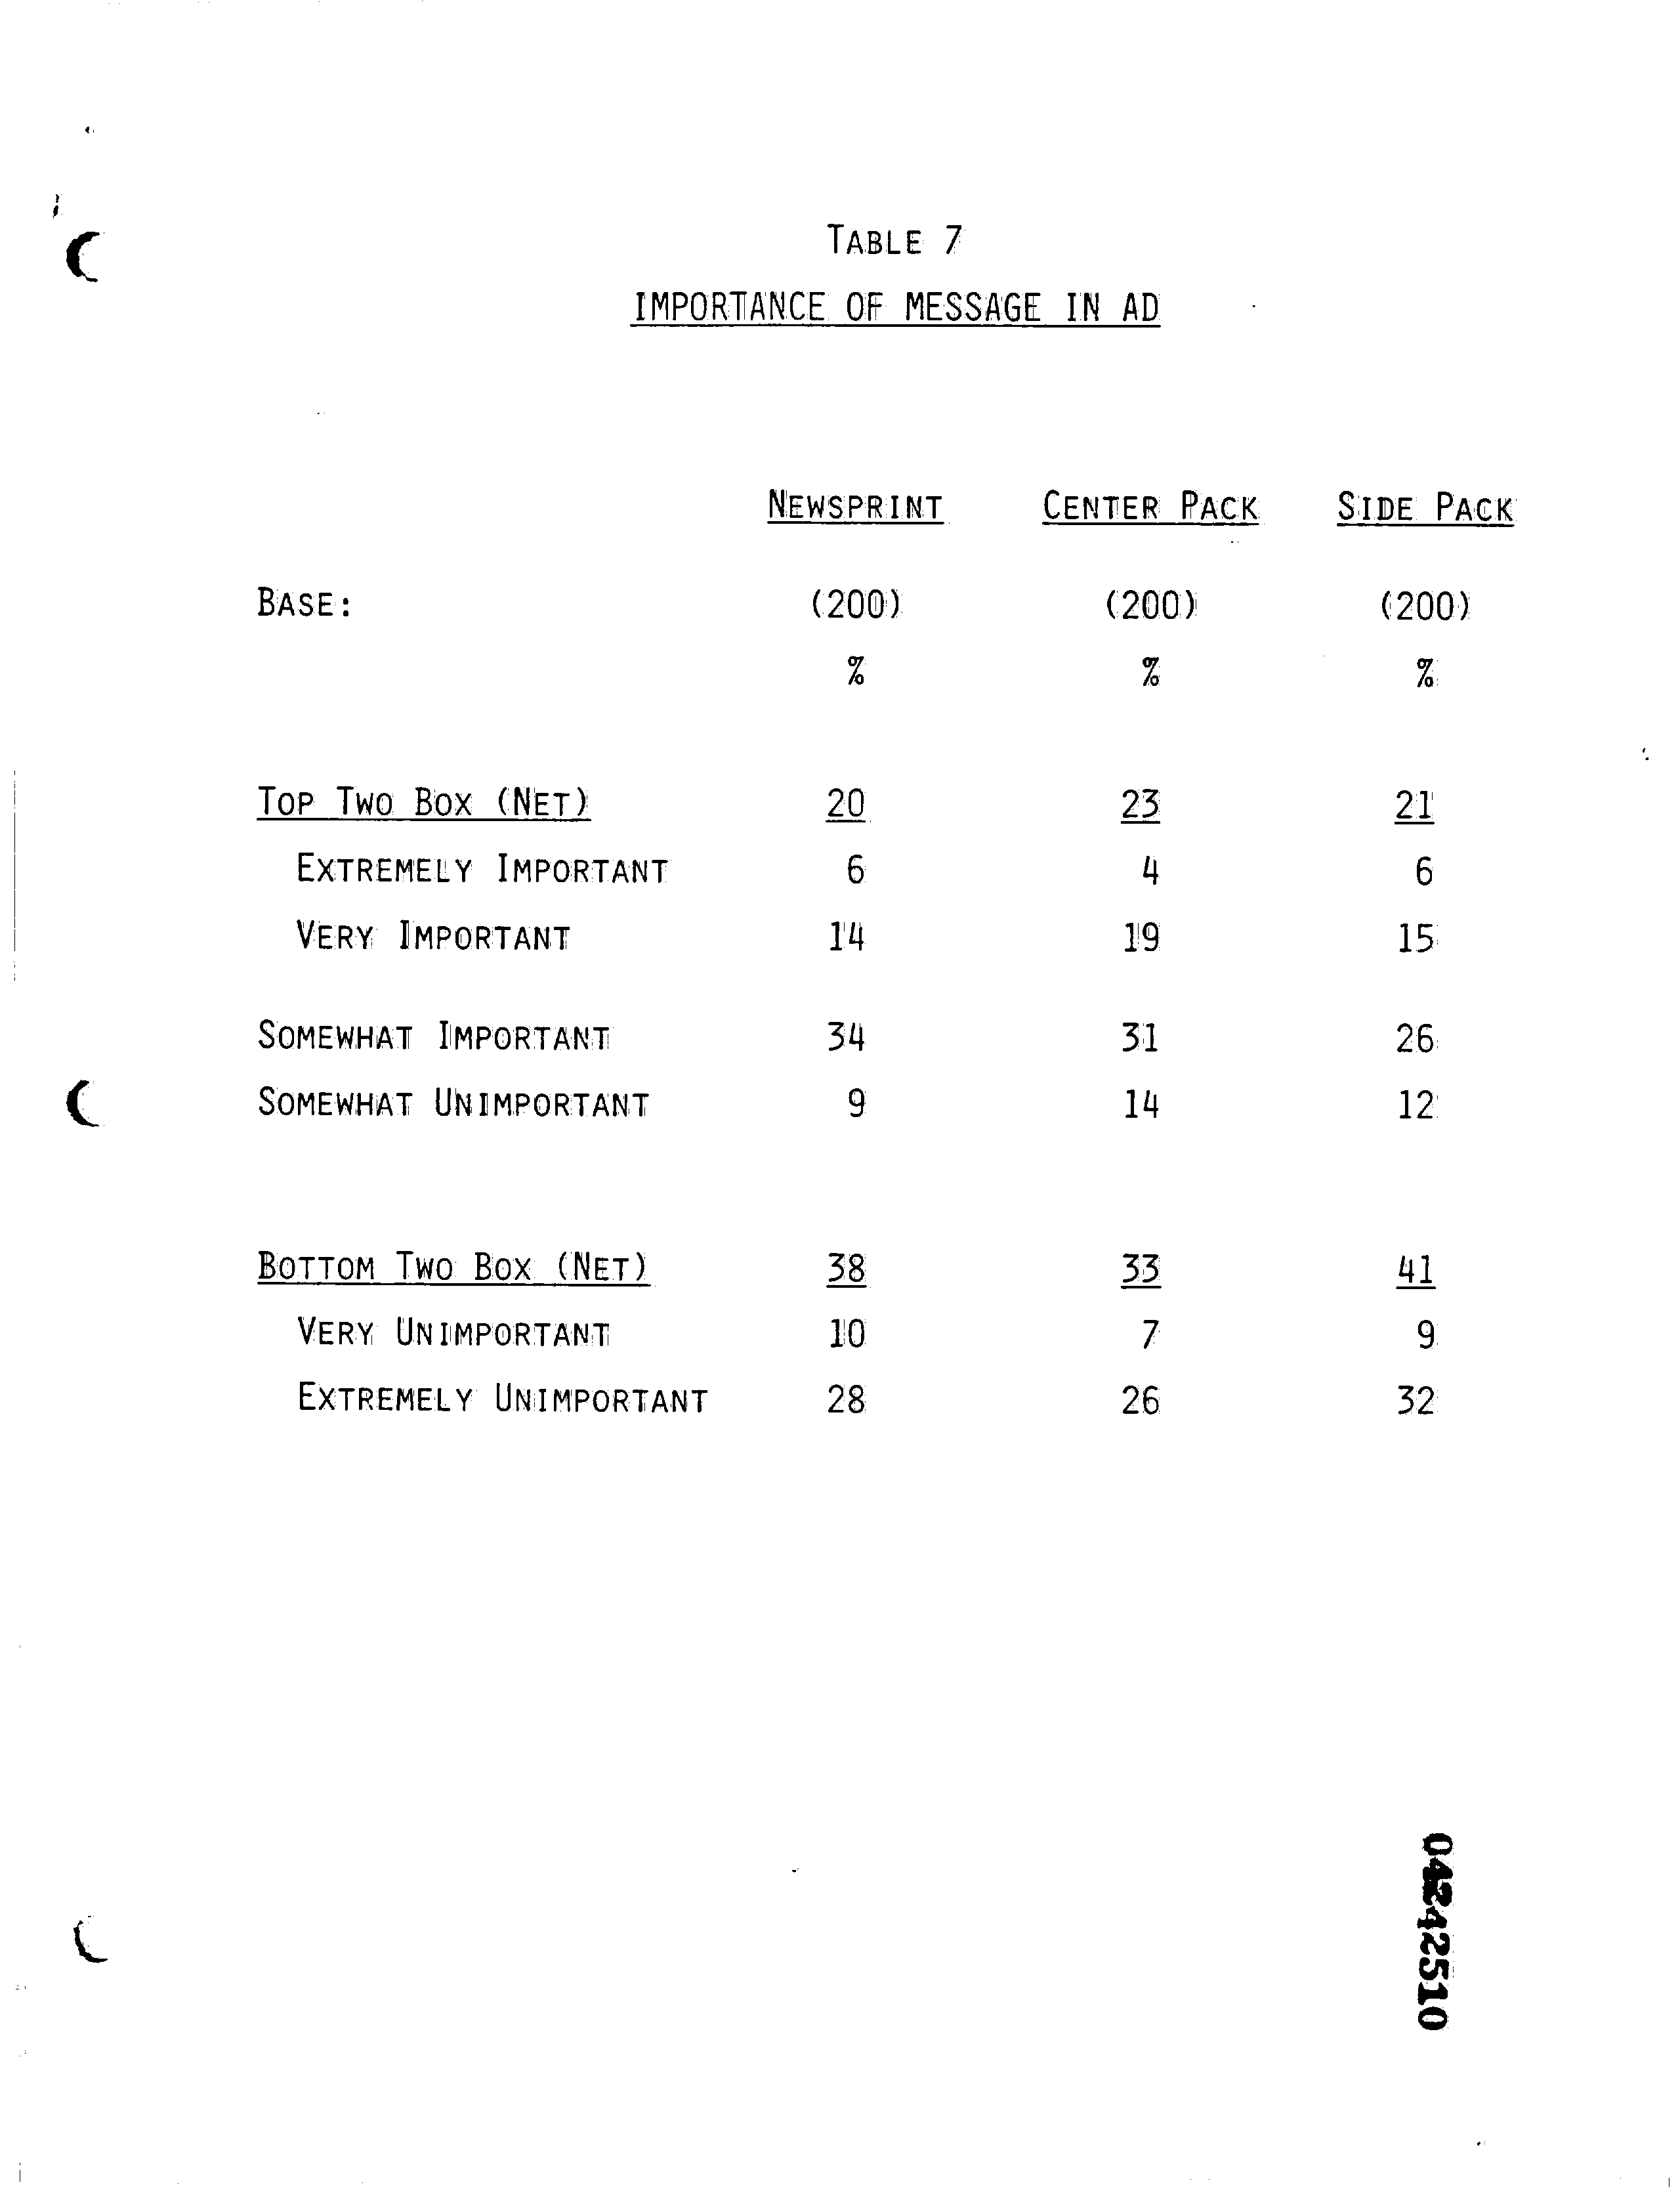 TABLE 7
IMPORTANCE OF MESSAGE IN AD
NEWSPRINT CENTER PACK SIDE PACK
BASE: (200) (200) (200)
% % %
TOP TWO BOX (NET) 20 23 21
EXTREMELY IMPORTANT 6 4 6
VERY IMPORTANT 14 19 15
SOMEWHAT IMPORTANT 34 31 26
SOMEWHAT UNIMPORTANT 9 14 12
BOTTOM TWO BOX (NET) 38 33 41
VERY UNIMPORTANT 10 7 9
EXTREMELY UNIMPORTANT 28 26 32
04242510